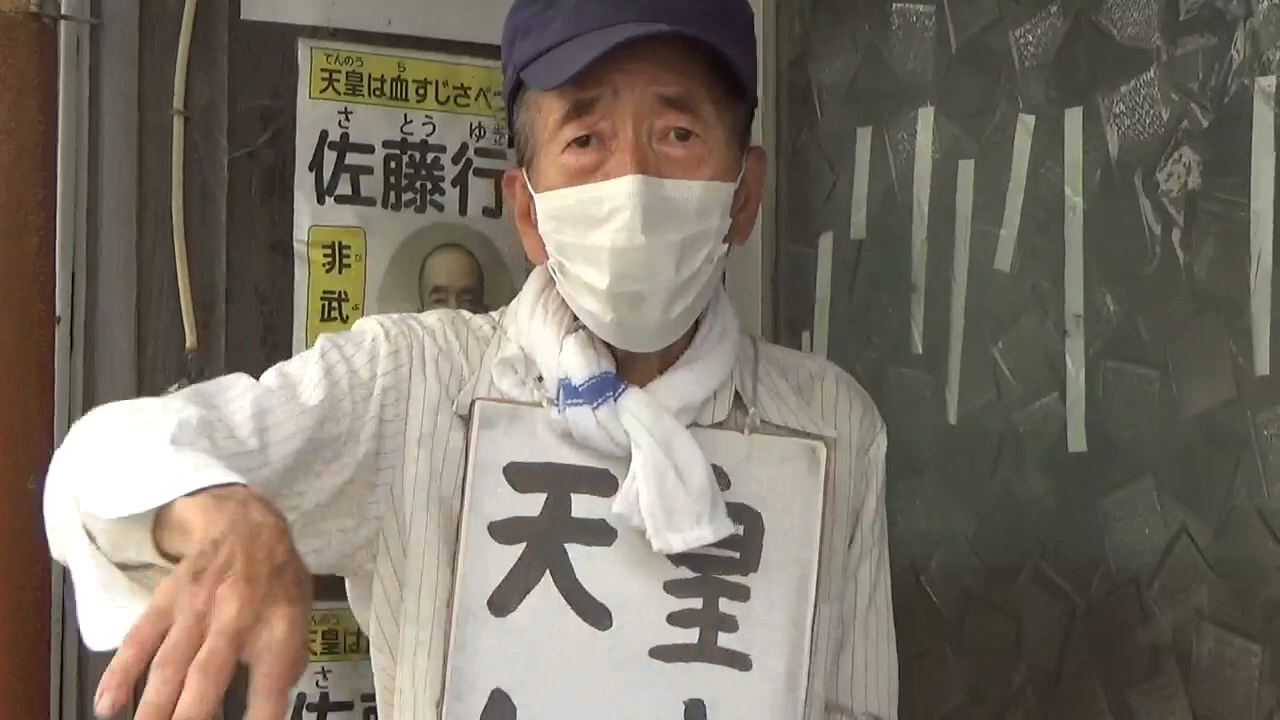 てんのう ち
天皇は血すじさべつ
さ とう ゆ
佐藤行
非
武
天皇
天皇は
さ
佐